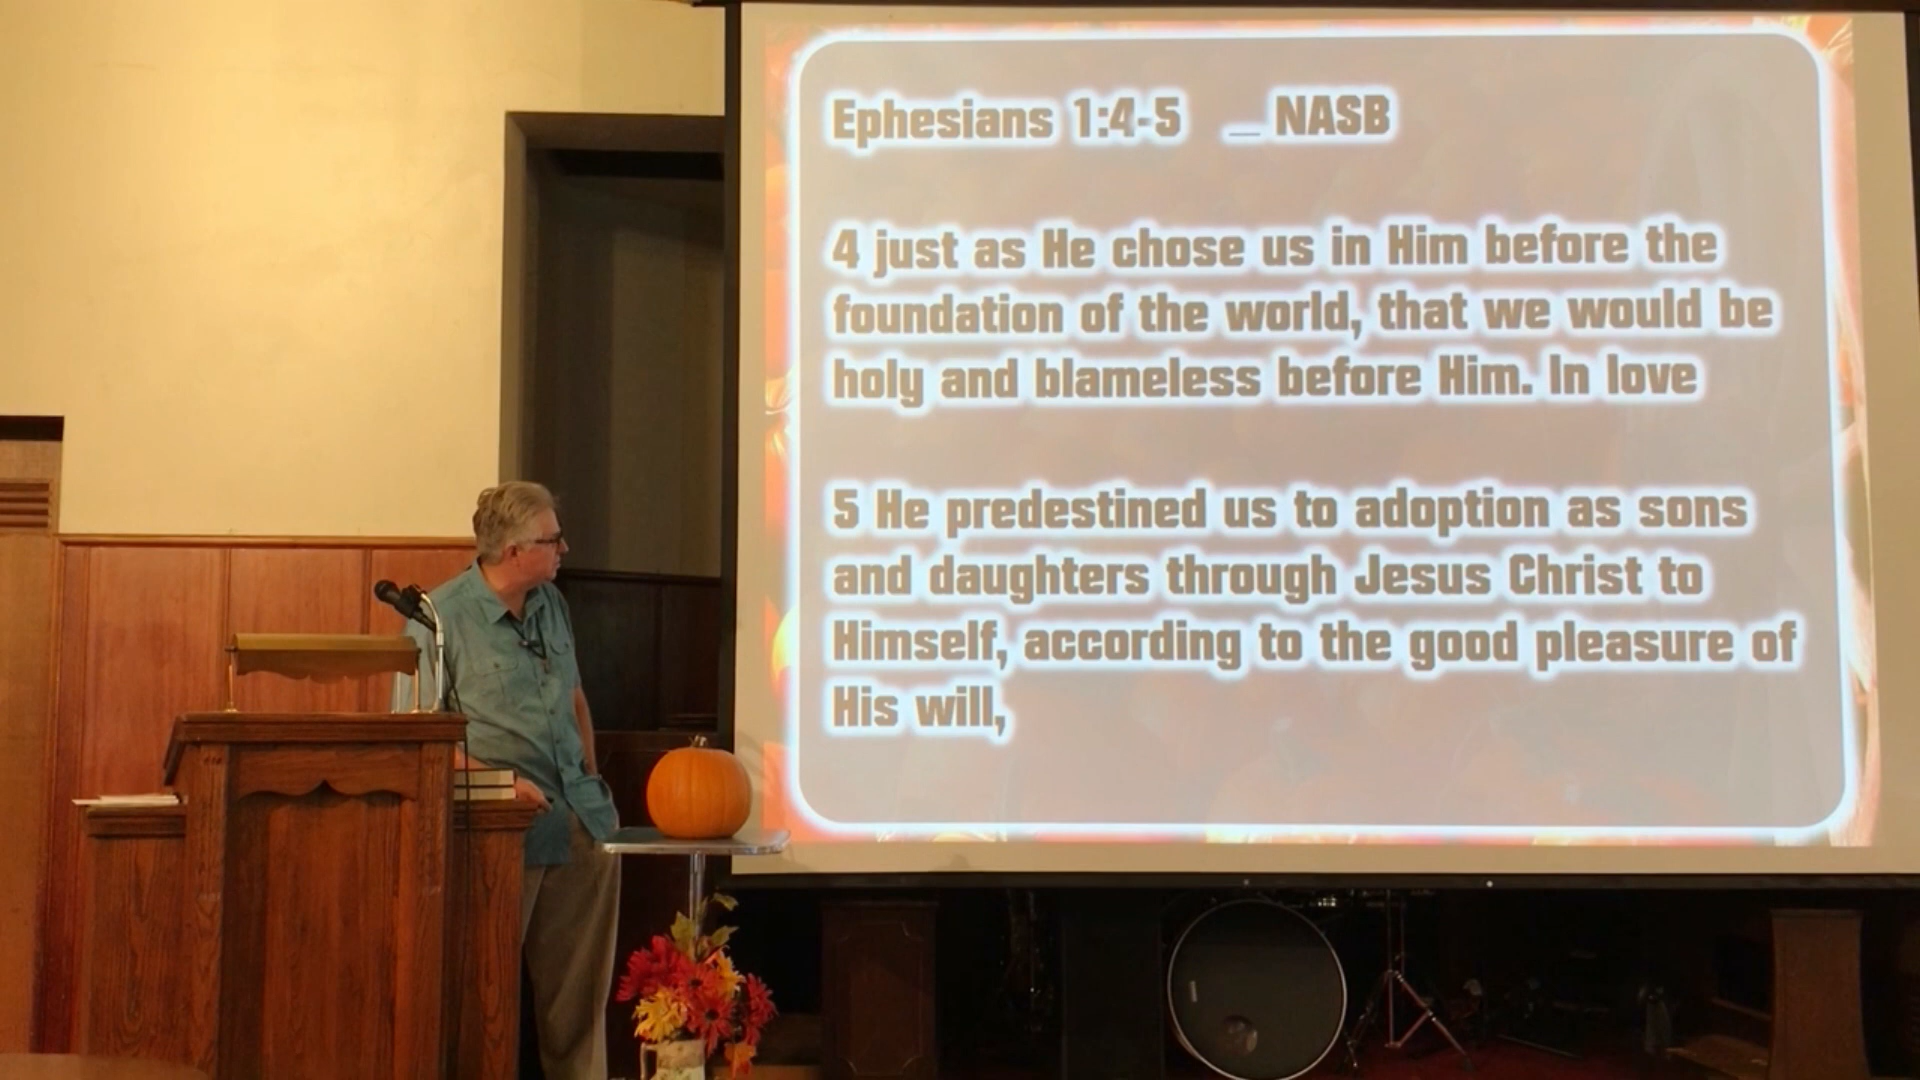 Ephesians 1:4-5 _ NASB
4 just as He chose us in Him before the
foundation of the world, that we would be
holy and blameless before Him. In love
5 He predestined us to adoption as sons
and daughters through Jesus Christ to
Himself, according to the good pleasure of
His will,